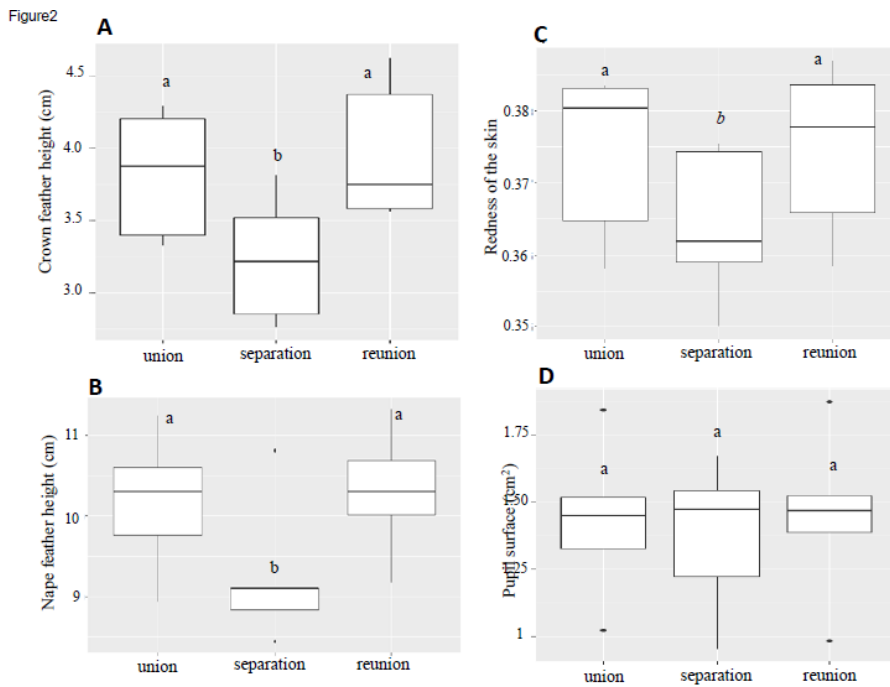 Figure2
A
Crown feather height (cm)
4.5
4.0
3.5
3.0
a
b
a
union separation reunion
B
Nape feather height (cm)
11
10
9
a
b
a
union separation reunion
C
Redness of the skin
0.38
0.37
0.36
0.35
a
b
a
union separation reunion
D
surface (cm²)
1.75
1.50
1.25
1
a
a
a
union separation reunion